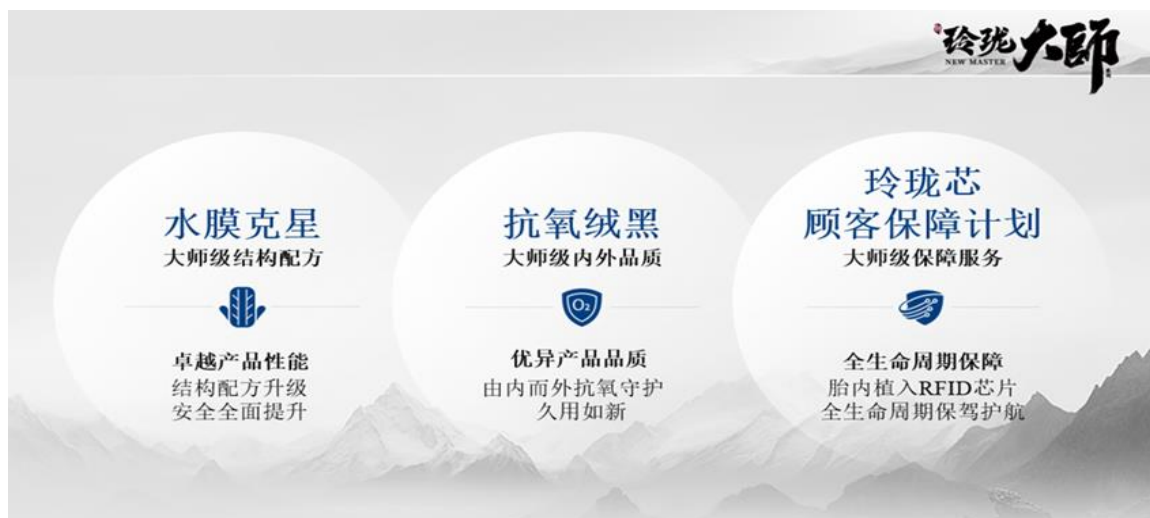 玲珑大師
NEW MASTER
水膜克星
大师级结构配方
卓越产品性能
结构配方升级
安全全面提升
抗氧绒黑
大师级内外品质
O₂
优异产品品质
由内而外抗氧守护
久用如新
玲珑芯
顾客保障计划
大师级保障服务
全生命周期保障
胎内植入RFID芯片
全生命周期保驾护航